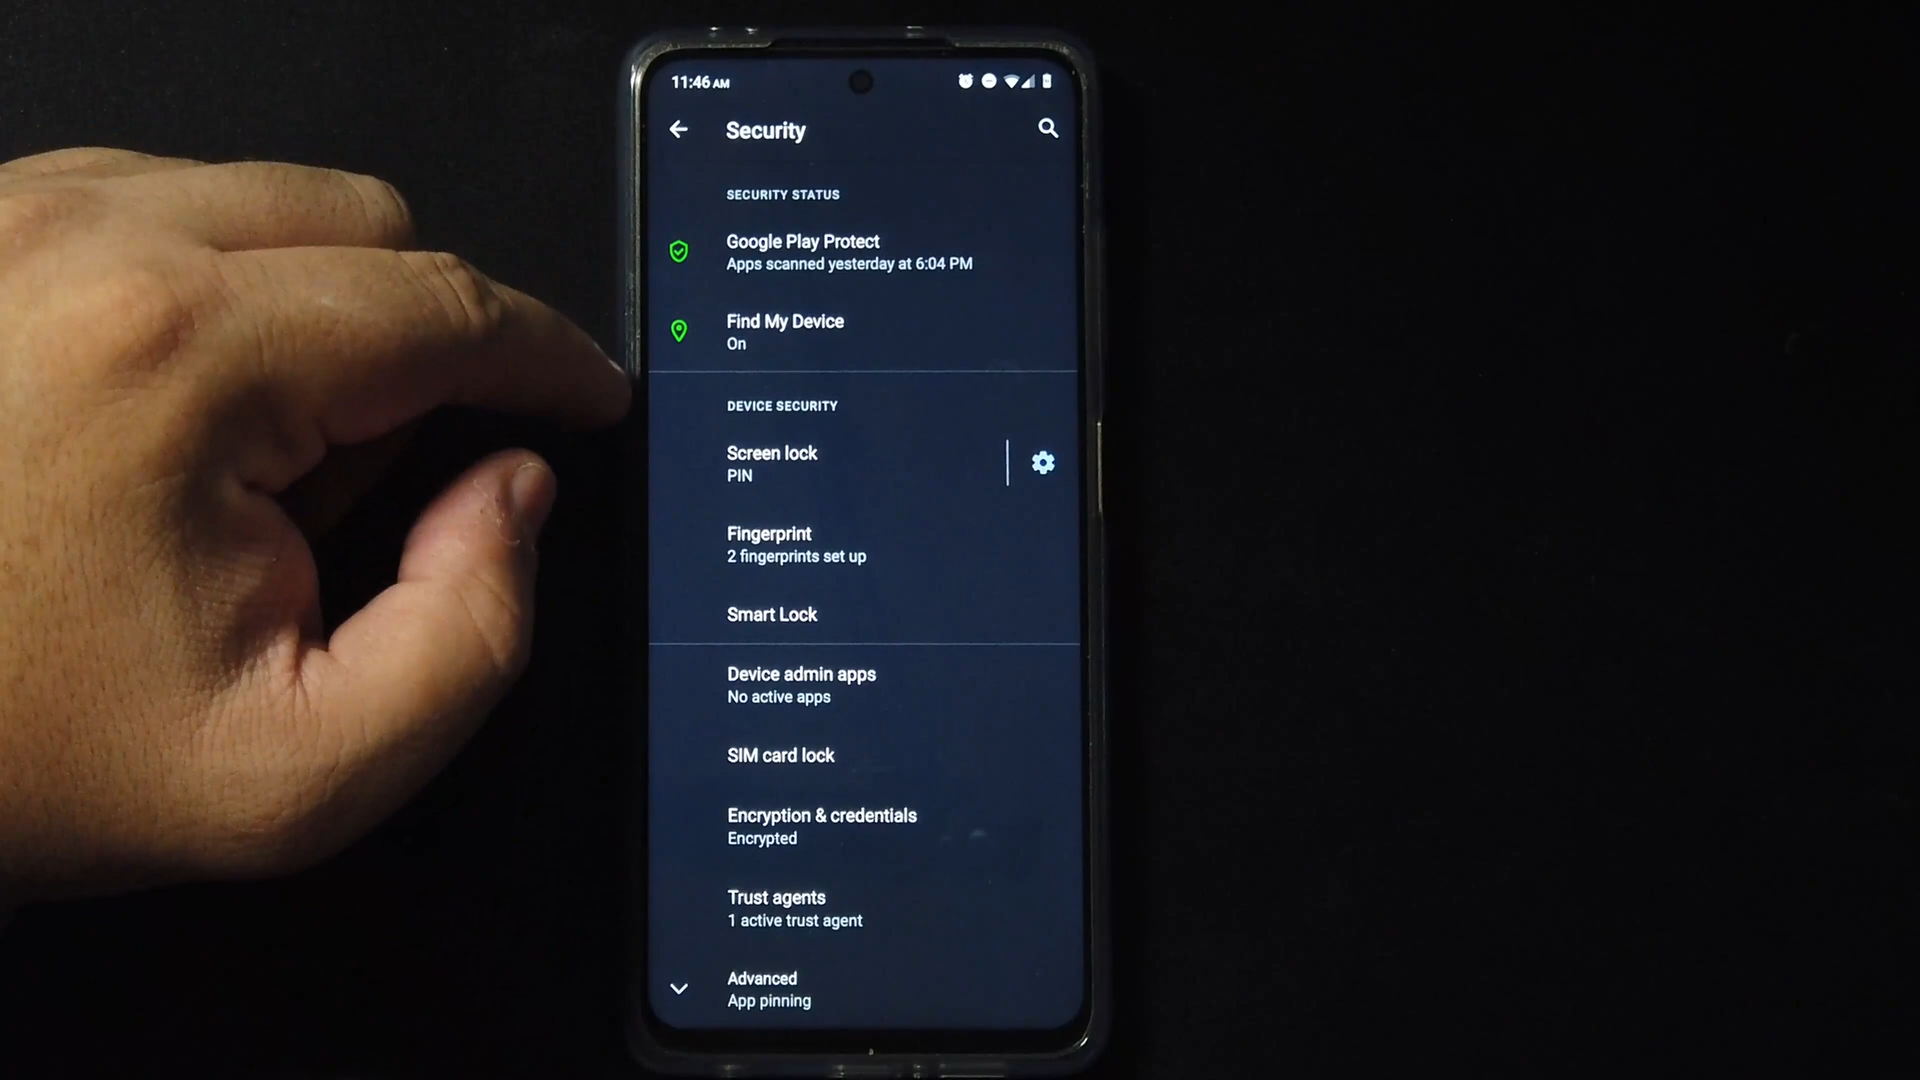 11:46 AM
Security
SECURITY STATUS
Google Play Protect
Apps scanned yesterday at 6:04 PM
Find My Device
On
DEVICE SECURITY
Screen lock
PIN
Fingerprint
2 fingerprints set up
Smart Lock
Device admin apps
No active apps
SIM card lock
Encryption & credentials
Encrypted
Trust agents
1 active trust agent
Advanced
App pinning